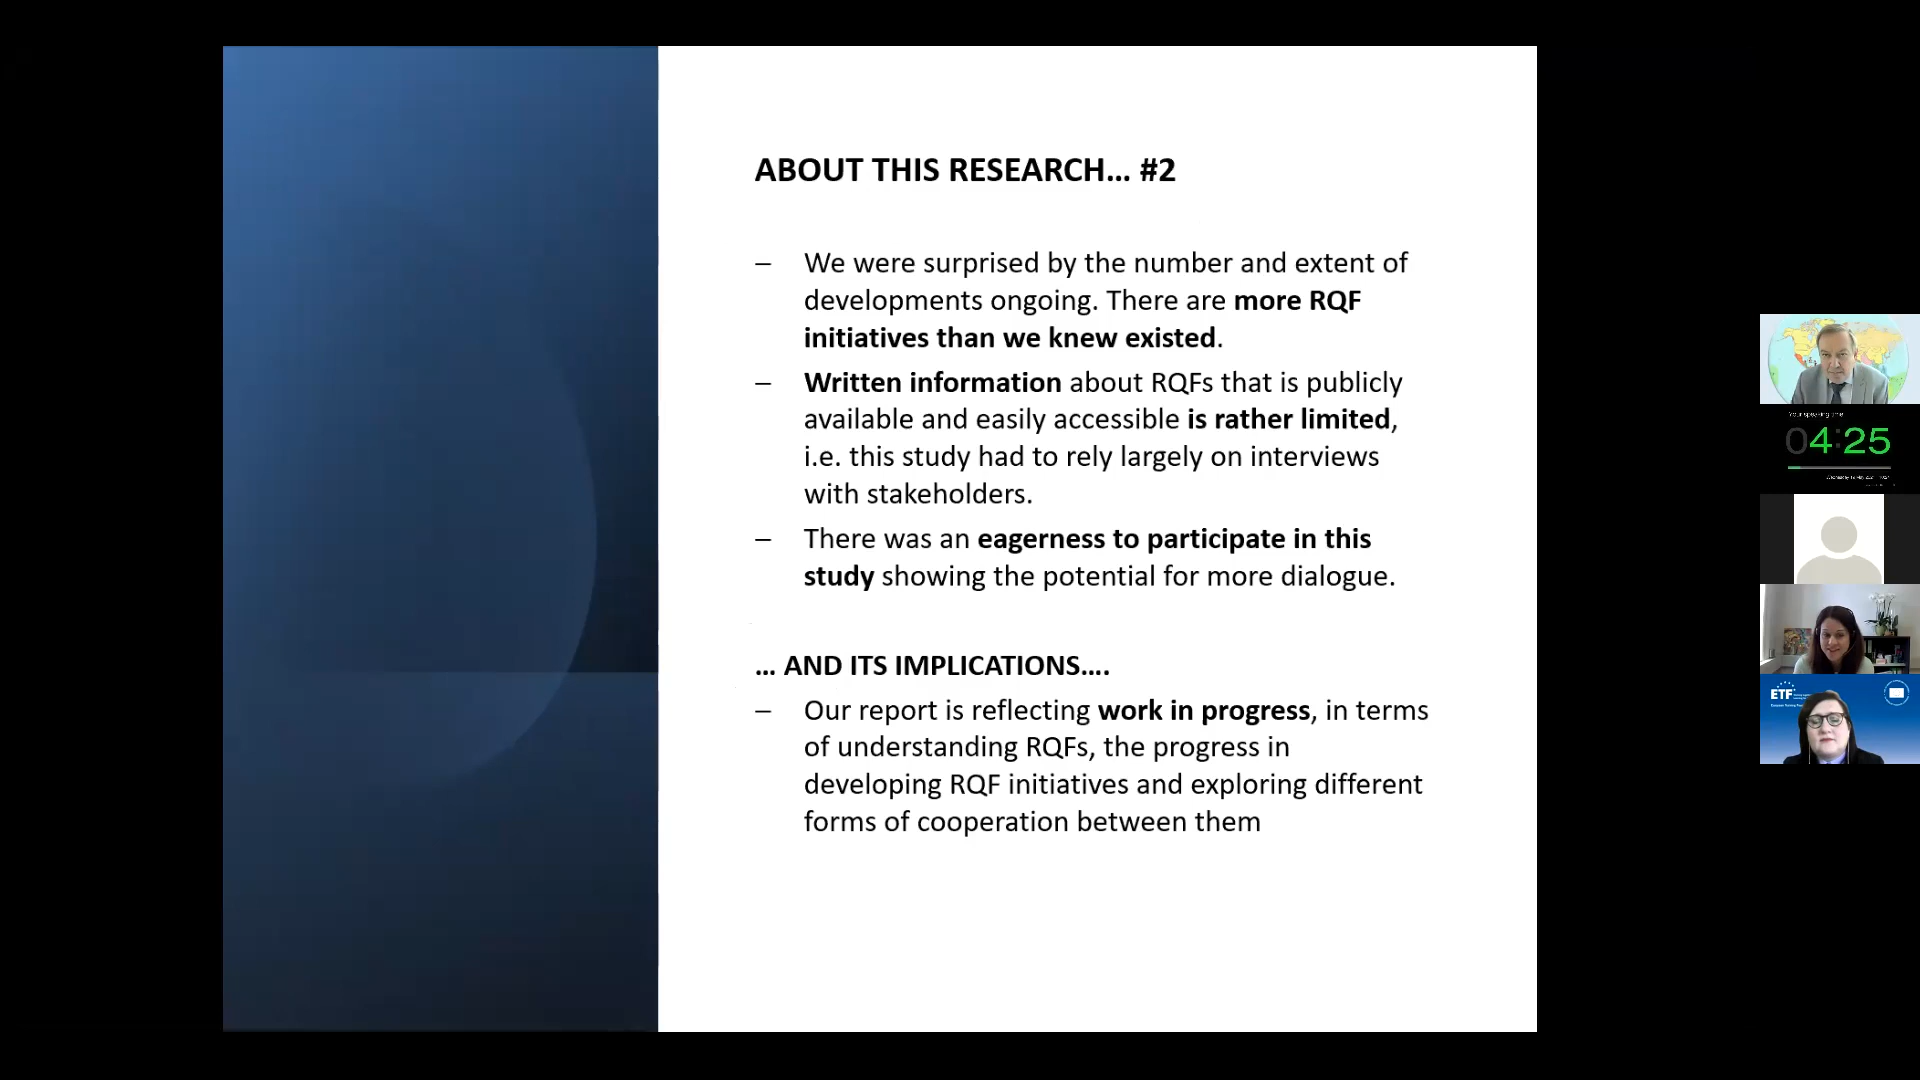 ABOUT THIS RESEARCH... #2
– We were surprised by the number and extent of
developments ongoing. There are more RQF
initiatives than we knew existed.
– Written information about RQFs that is publicly
available and easily accessible is rather limited,
i.e. this study had to rely largely on interviews
with stakeholders.
– There was an eagerness to participate in this
study showing the potential for more dialogue.
... AND ITS IMPLICATIONS....
– Our report is reflecting work in progress, in terms
of understanding RQFs, the progress in
developing RQF initiatives and exploring different
forms of cooperation between them
Your speaking time
04:25
ETF